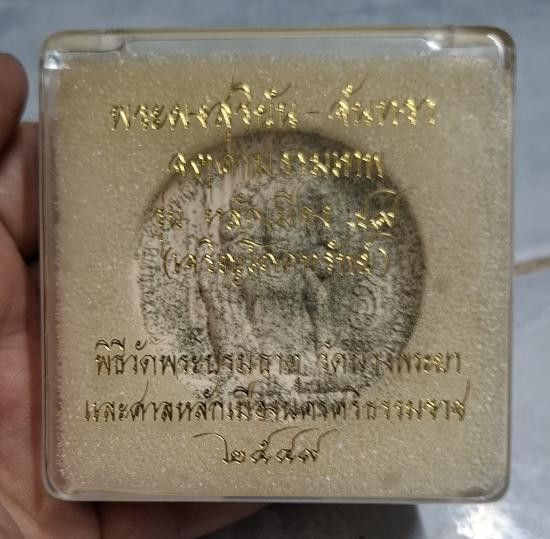 พระผงสุริยัน - จันทรา
จตุคามรามเทพ
รุ่น หลักเมือง ๔๙
(เจริญโภคทรัพย์)
พิธีวัดพระบรมธาตุ วัดนางพระยา
และศาลหลักเมืองนครศรีธรรมราช
๒๕๔๙